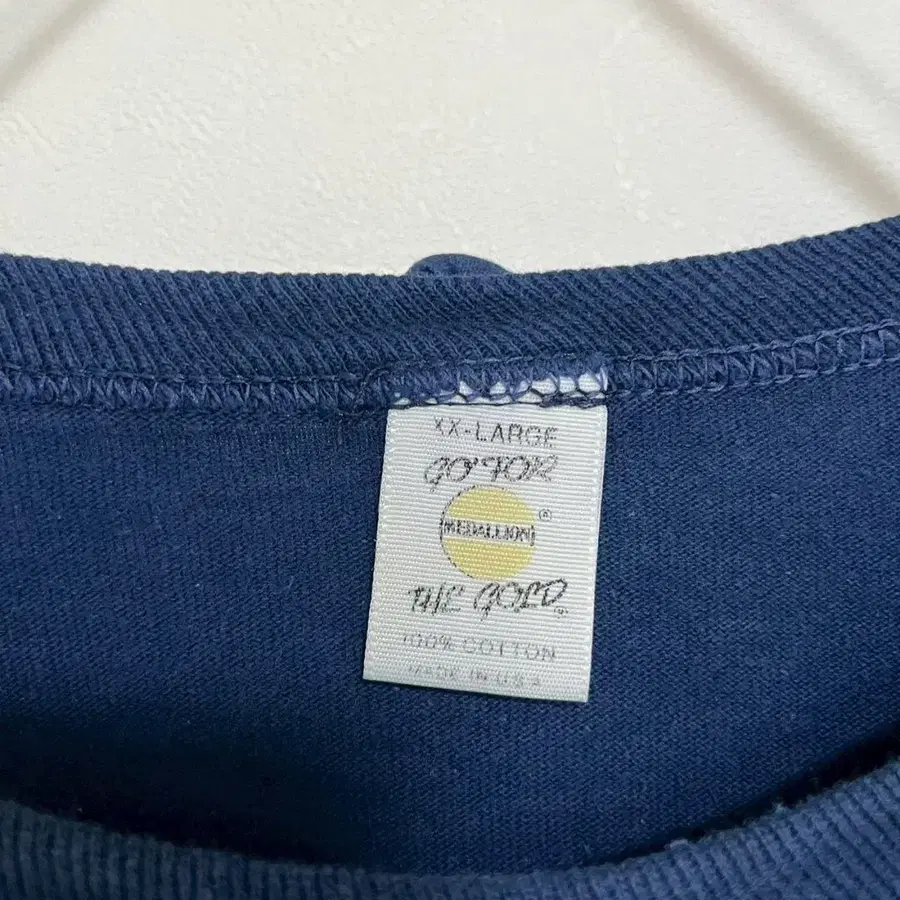 XX-LARGE
GO FOR
MEDALLION ®
THE GOLD
100% COTTON
MADE IN U.S.A